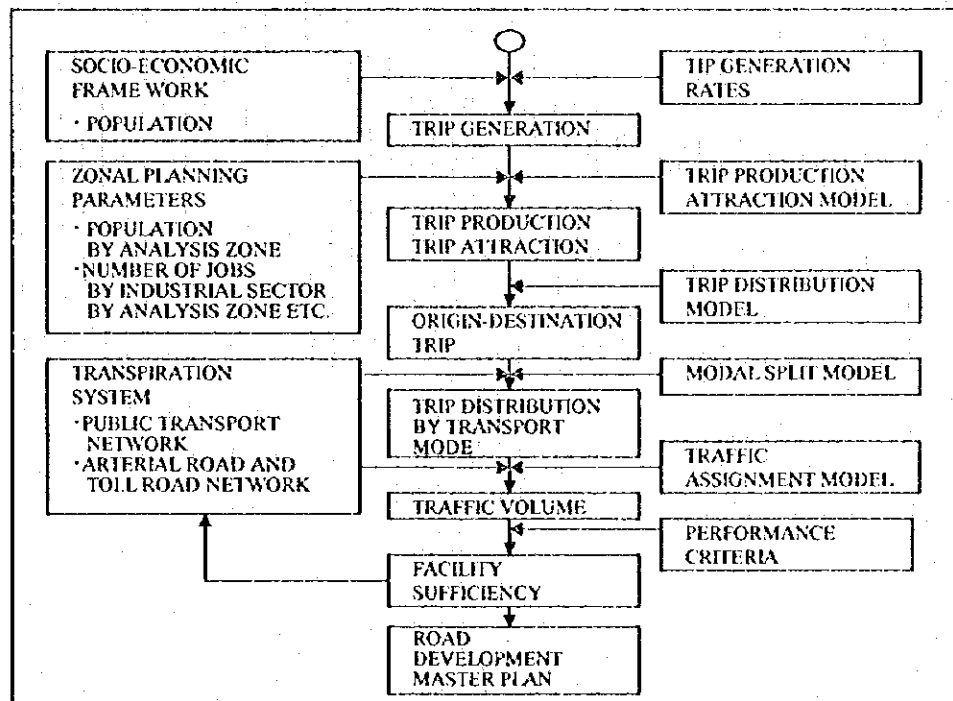 SOCIO-ECONOMIC
FRAME WORK
· POPULATION
TIP GENERATION
RATES
TRIP GENERATION
ZONAL PLANNING
PARAMETERS
· POPULATION
BY ANALYSIS ZONE
·NUMBER OF JOBS
BY INDUSTRIAL SECTOR
BY ANALYSIS ZONE ETC.
TRIP PRODUCTION
ATTRACTION MODEL
TRIP PRODUCTION
TRIP ATTRACTION
TRIP DISTRIBUTION
MODEL
ORIGIN-DESTINATION
TRIP
TRANSPIRATION
SYSTEM
·PUBLIC TRANSPORT
NETWORK
·ARTERIAL ROAD AND
TOLL ROAD NETWORK
MODAL SPLIT MODEL
TRIP DISTRIBUTION
BY TRANSPORT
MODE
TRAFFIC
ASSIGNMENT MODEL
TRAFFIC VOLUME
PERFORMANCE
CRITERIA
FACILITY
SUFFICIENCY
ROAD
DEVELOPMENT
MASTER PLAN